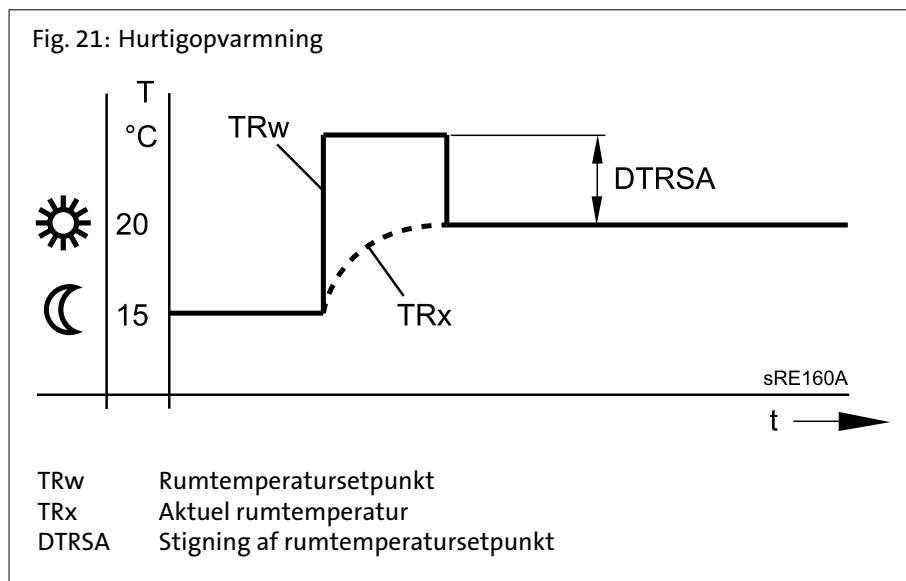 Fig. 21: Hurtigopvarmning
T
°C
TRw
DTRSA
20
15
TRx
sRE160A
t
TRw Rumtemperatursetpunkt
TRx Aktuel rumtemperatur
DTRSA Stigning af rumtemperatursetpunkt